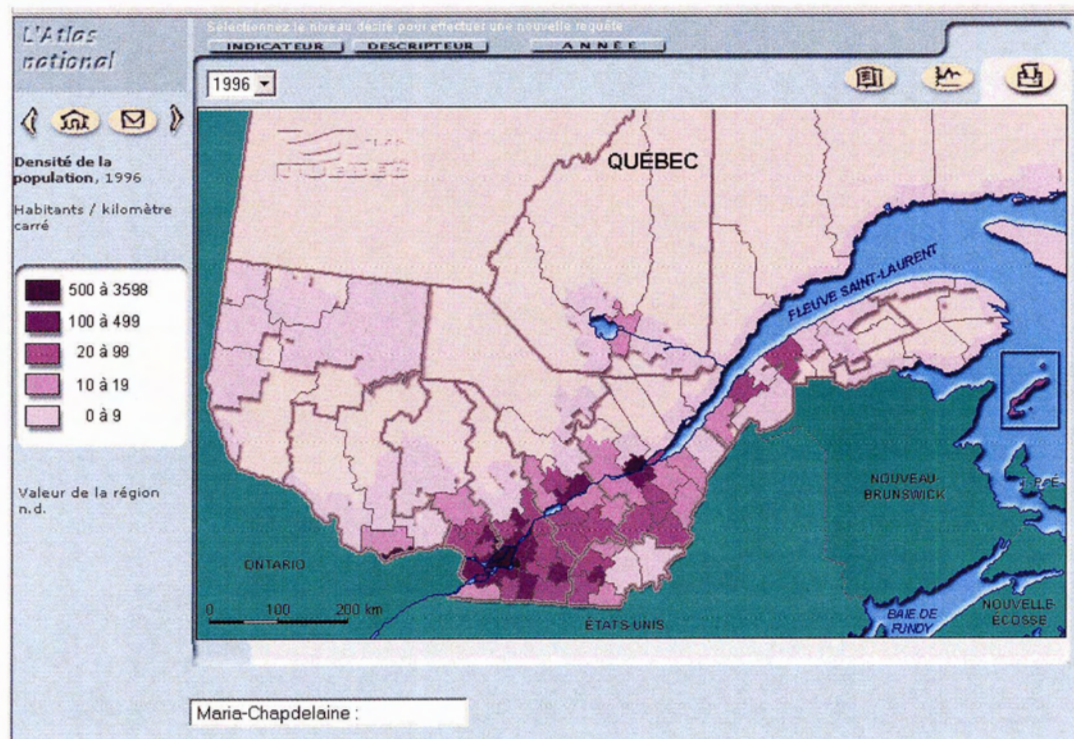 L'Atlas
national
Sélectionnez le niveau désiré pour effectuer une nouvelle requête
INDICATEUR DESCRIPTEUR ANNÉE
1996
Densité de la
population, 1996
Habitants / kilomètre
carré
500 à 3598
100 à 499
20 à 99
10 à 19
0 à 9
Valeur de la région
n.d.
QUÉBEC
QUÉBEC
FLEUVE SAINT-LAURENT
NOUVEAU-
BRUNSWICK
Î-P-É
ONTARIO
0 100 200 km
ÉTATS-UNIS
BAIE DE
FUNDY
NOUVELLE-
ÉCOSSE
Maria-Chapdelaine :